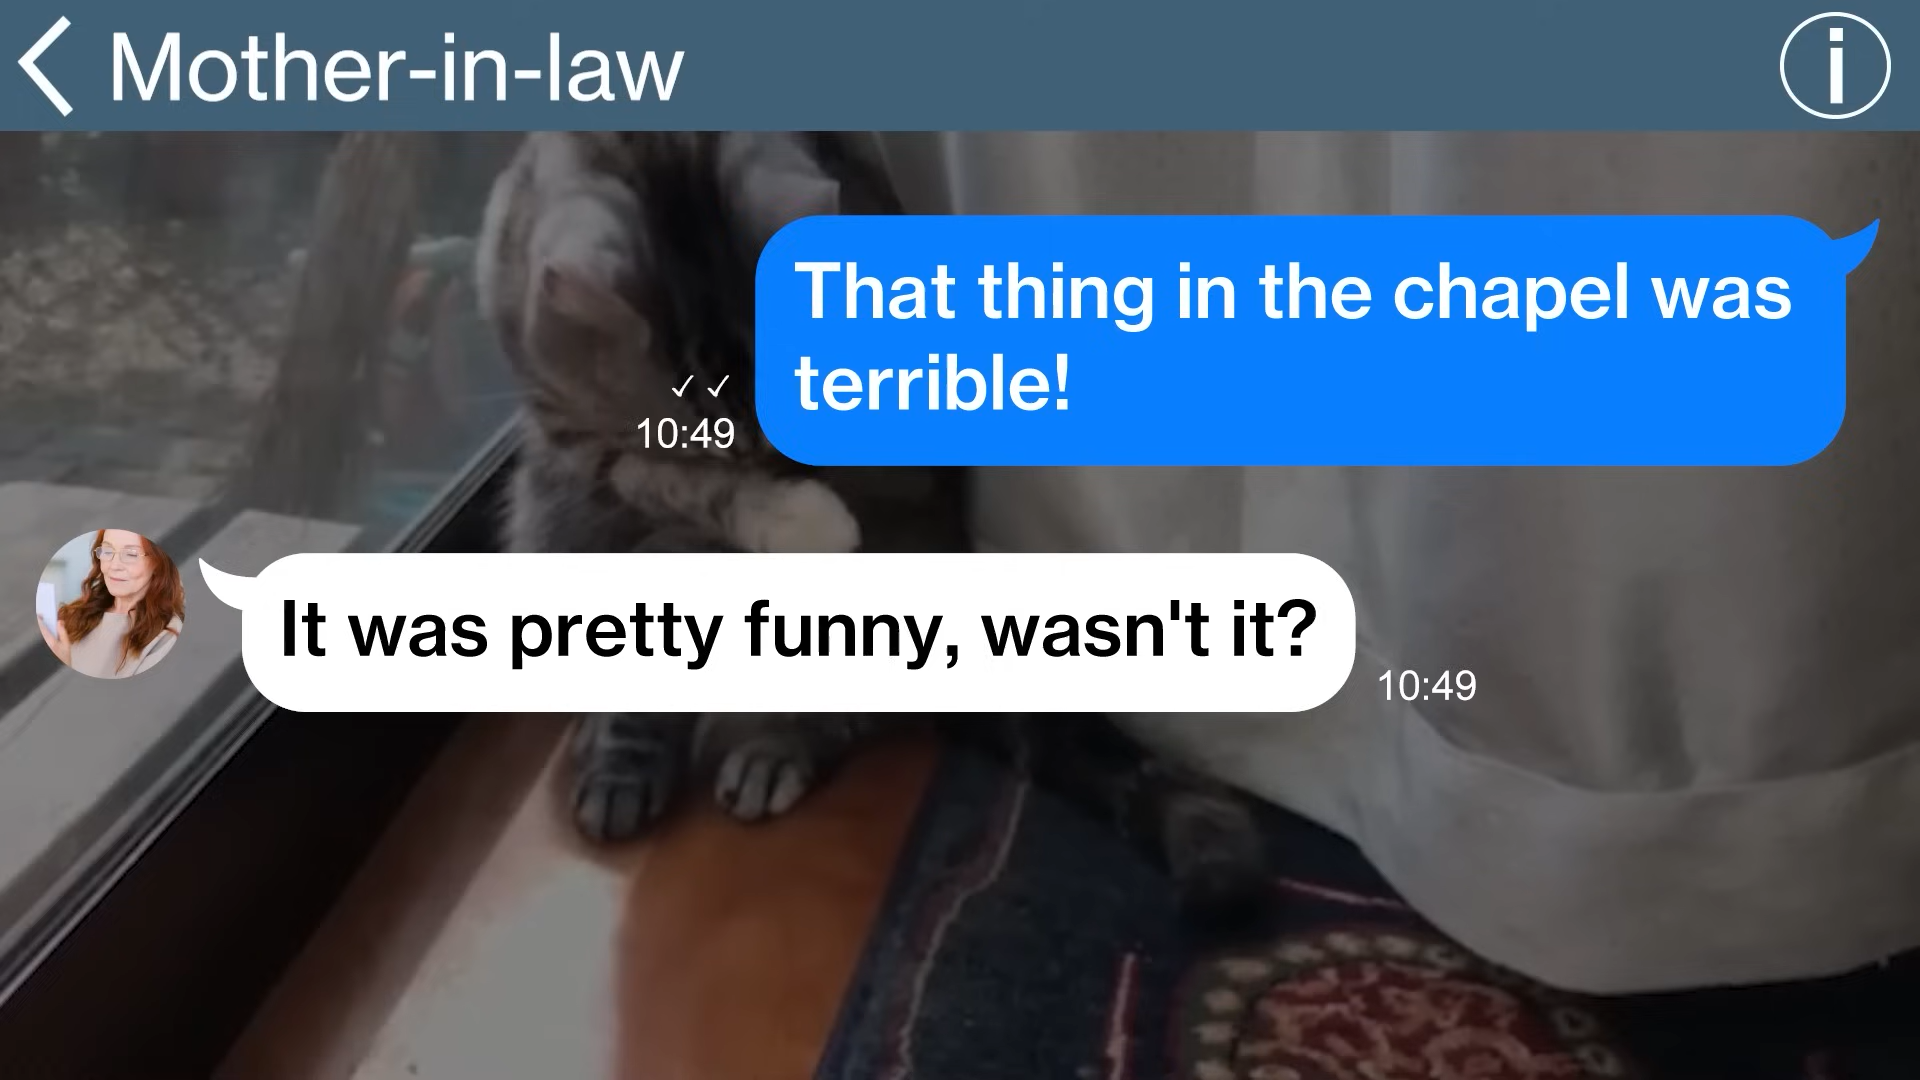 Mother-in-law
That thing in the chapel was
terrible!
✓✓
10:49
It was pretty funny, wasn't it?
10:49